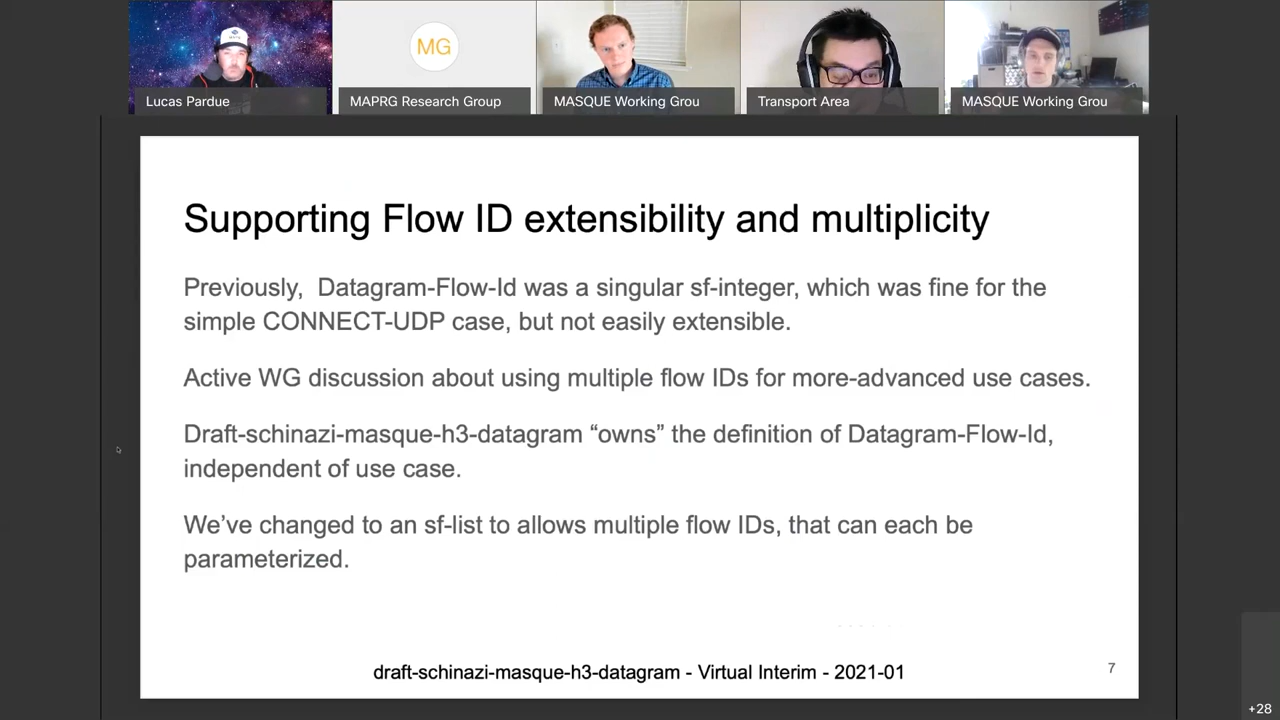 MG
Lucas Pardue
MAPRG Research Group
MASQUE Working Grou
Transport Area
MASQUE Working Grou
Supporting Flow ID extensibility and multiplicity
Previously,  Datagram-Flow-Id was a singular sf-integer, which was fine for the
simple CONNECT-UDP case, but not easily extensible.
Active WG discussion about using multiple flow IDs for more-advanced use cases.
Draft-schinazi-masque-h3-datagram “owns” the definition of Datagram-Flow-Id,
independent of use case.
We’ve changed to an sf-list to allows multiple flow IDs, that can each be
parameterized.
draft-schinazi-masque-h3-datagram - Virtual Interim - 2021-01
7
+28